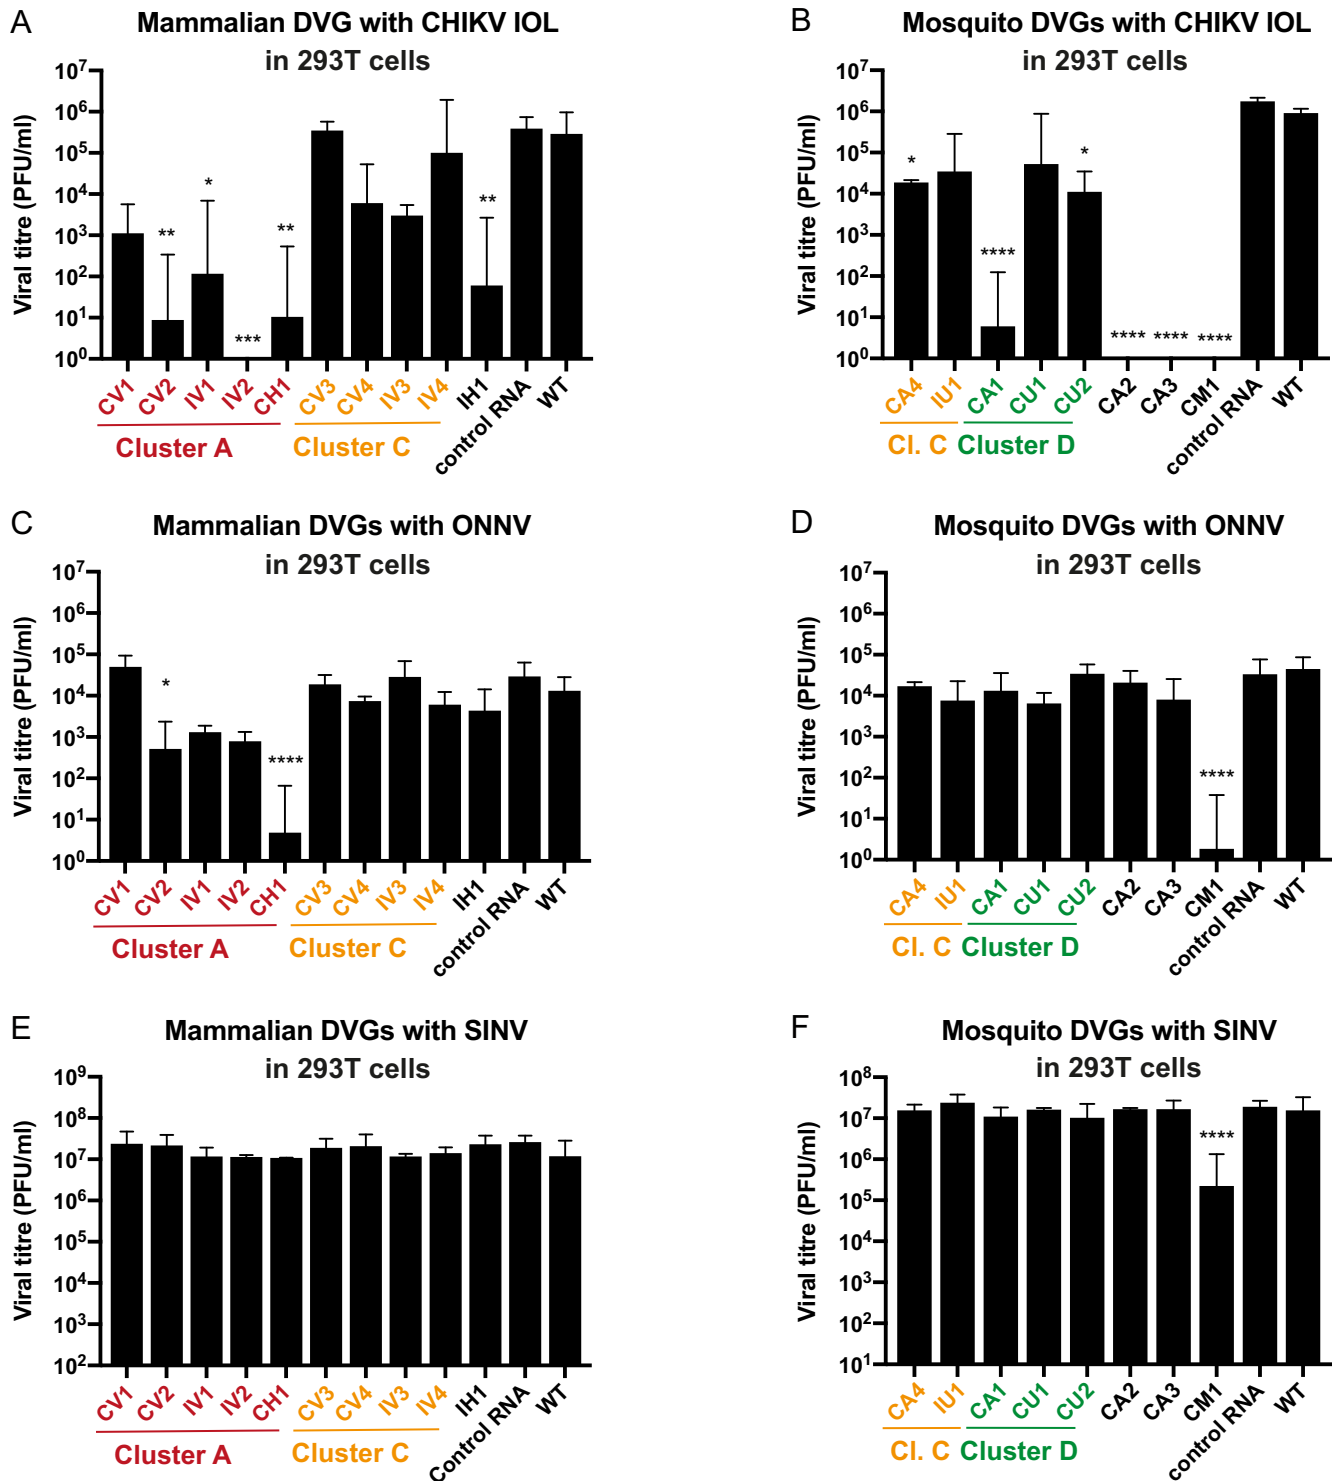 A
Mammalian DVG with CHIKV IOL
in 293T cells
Viral titre (PFU/ml)
10⁷
10⁶
10⁵
10⁴
10³
10²
10¹
10⁰
** * *** ** **
CV1 CV2 IV1 IV2 CH1 CV3 CV4 IV3 IV4 IH1 control RNA WT
Cluster A Cluster C
B
Mosquito DVGs with CHIKV IOL
in 293T cells
Viral titre (PFU/ml)
10⁷
10⁶
10⁵
10⁴
10³
10²
10¹
10⁰
* **** * **** **** ****
CA4 IU1 CA1 CU1 CU2 CA2 CA3 CM1 control RNA WT
Cl. C Cluster D
C
Mammalian DVGs with ONNV
in 293T cells
Viral titre (PFU/ml)
10⁷
10⁶
10⁵
10⁴
10³
10²
10¹
10⁰
* ****
CV1 CV2 IV1 IV2 CH1 CV3 CV4 IV3 IV4 IH1 control RNA WT
Cluster A Cluster C
D
Mosquito DVGs with ONNV
in 293T cells
Viral titre (PFU/ml)
10⁷
10⁶
10⁵
10⁴
10³
10²
10¹
10⁰
****
CA4 IU1 CA1 CU1 CU2 CA2 CA3 CM1 control RNA WT
Cl. C Cluster D
E
Mammalian DVGs with SINV
in 293T cells
Viral titre (PFU/ml)
10⁹
10⁸
10⁷
10⁶
10⁵
10⁴
10³
10²
CV1 CV2 IV1 IV2 CH1 CV3 CV4 IV3 IV4 IH1 Control RNA WT
Cluster A Cluster C
F
Mosquito DVGs with SINV
in 293T cells
Viral titre (PFU/ml)
10⁸
10⁷
10⁶
10⁵
10⁴
10³
10²
10¹
****
CA4 IU1 CA1 CU1 CU2 CA2 CA3 CM1 control RNA WT
Cl. C Cluster D